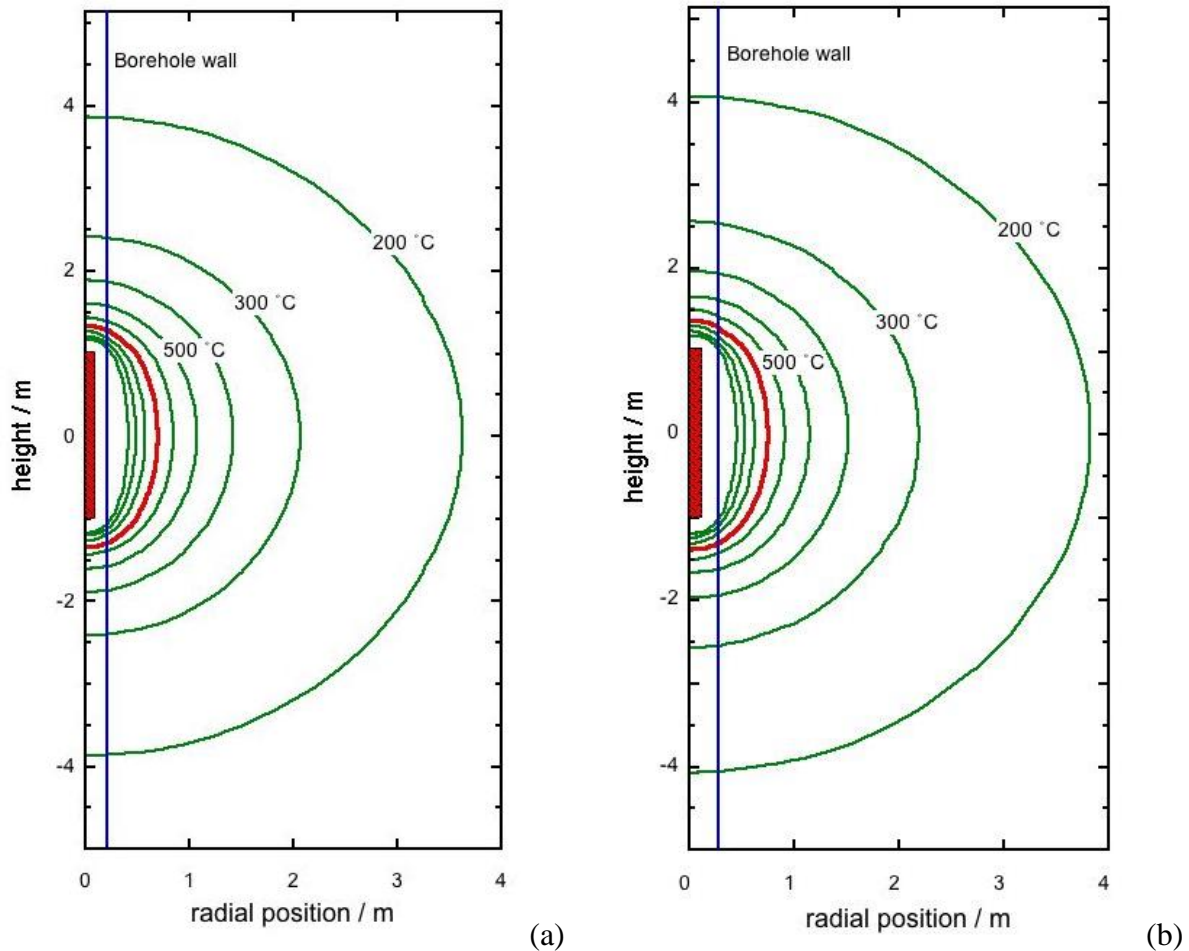 Borehole wall
4
2
0
-2
-4
height / m
200 ˚C
300 ˚C
500 ˚C
0
1
2
3
4
radial position / m
(a)
Borehole wall
4
2
0
-2
-4
height / m
200 ˚C
300 ˚C
500 ˚C
0
1
2
3
4
radial position / m
(b)